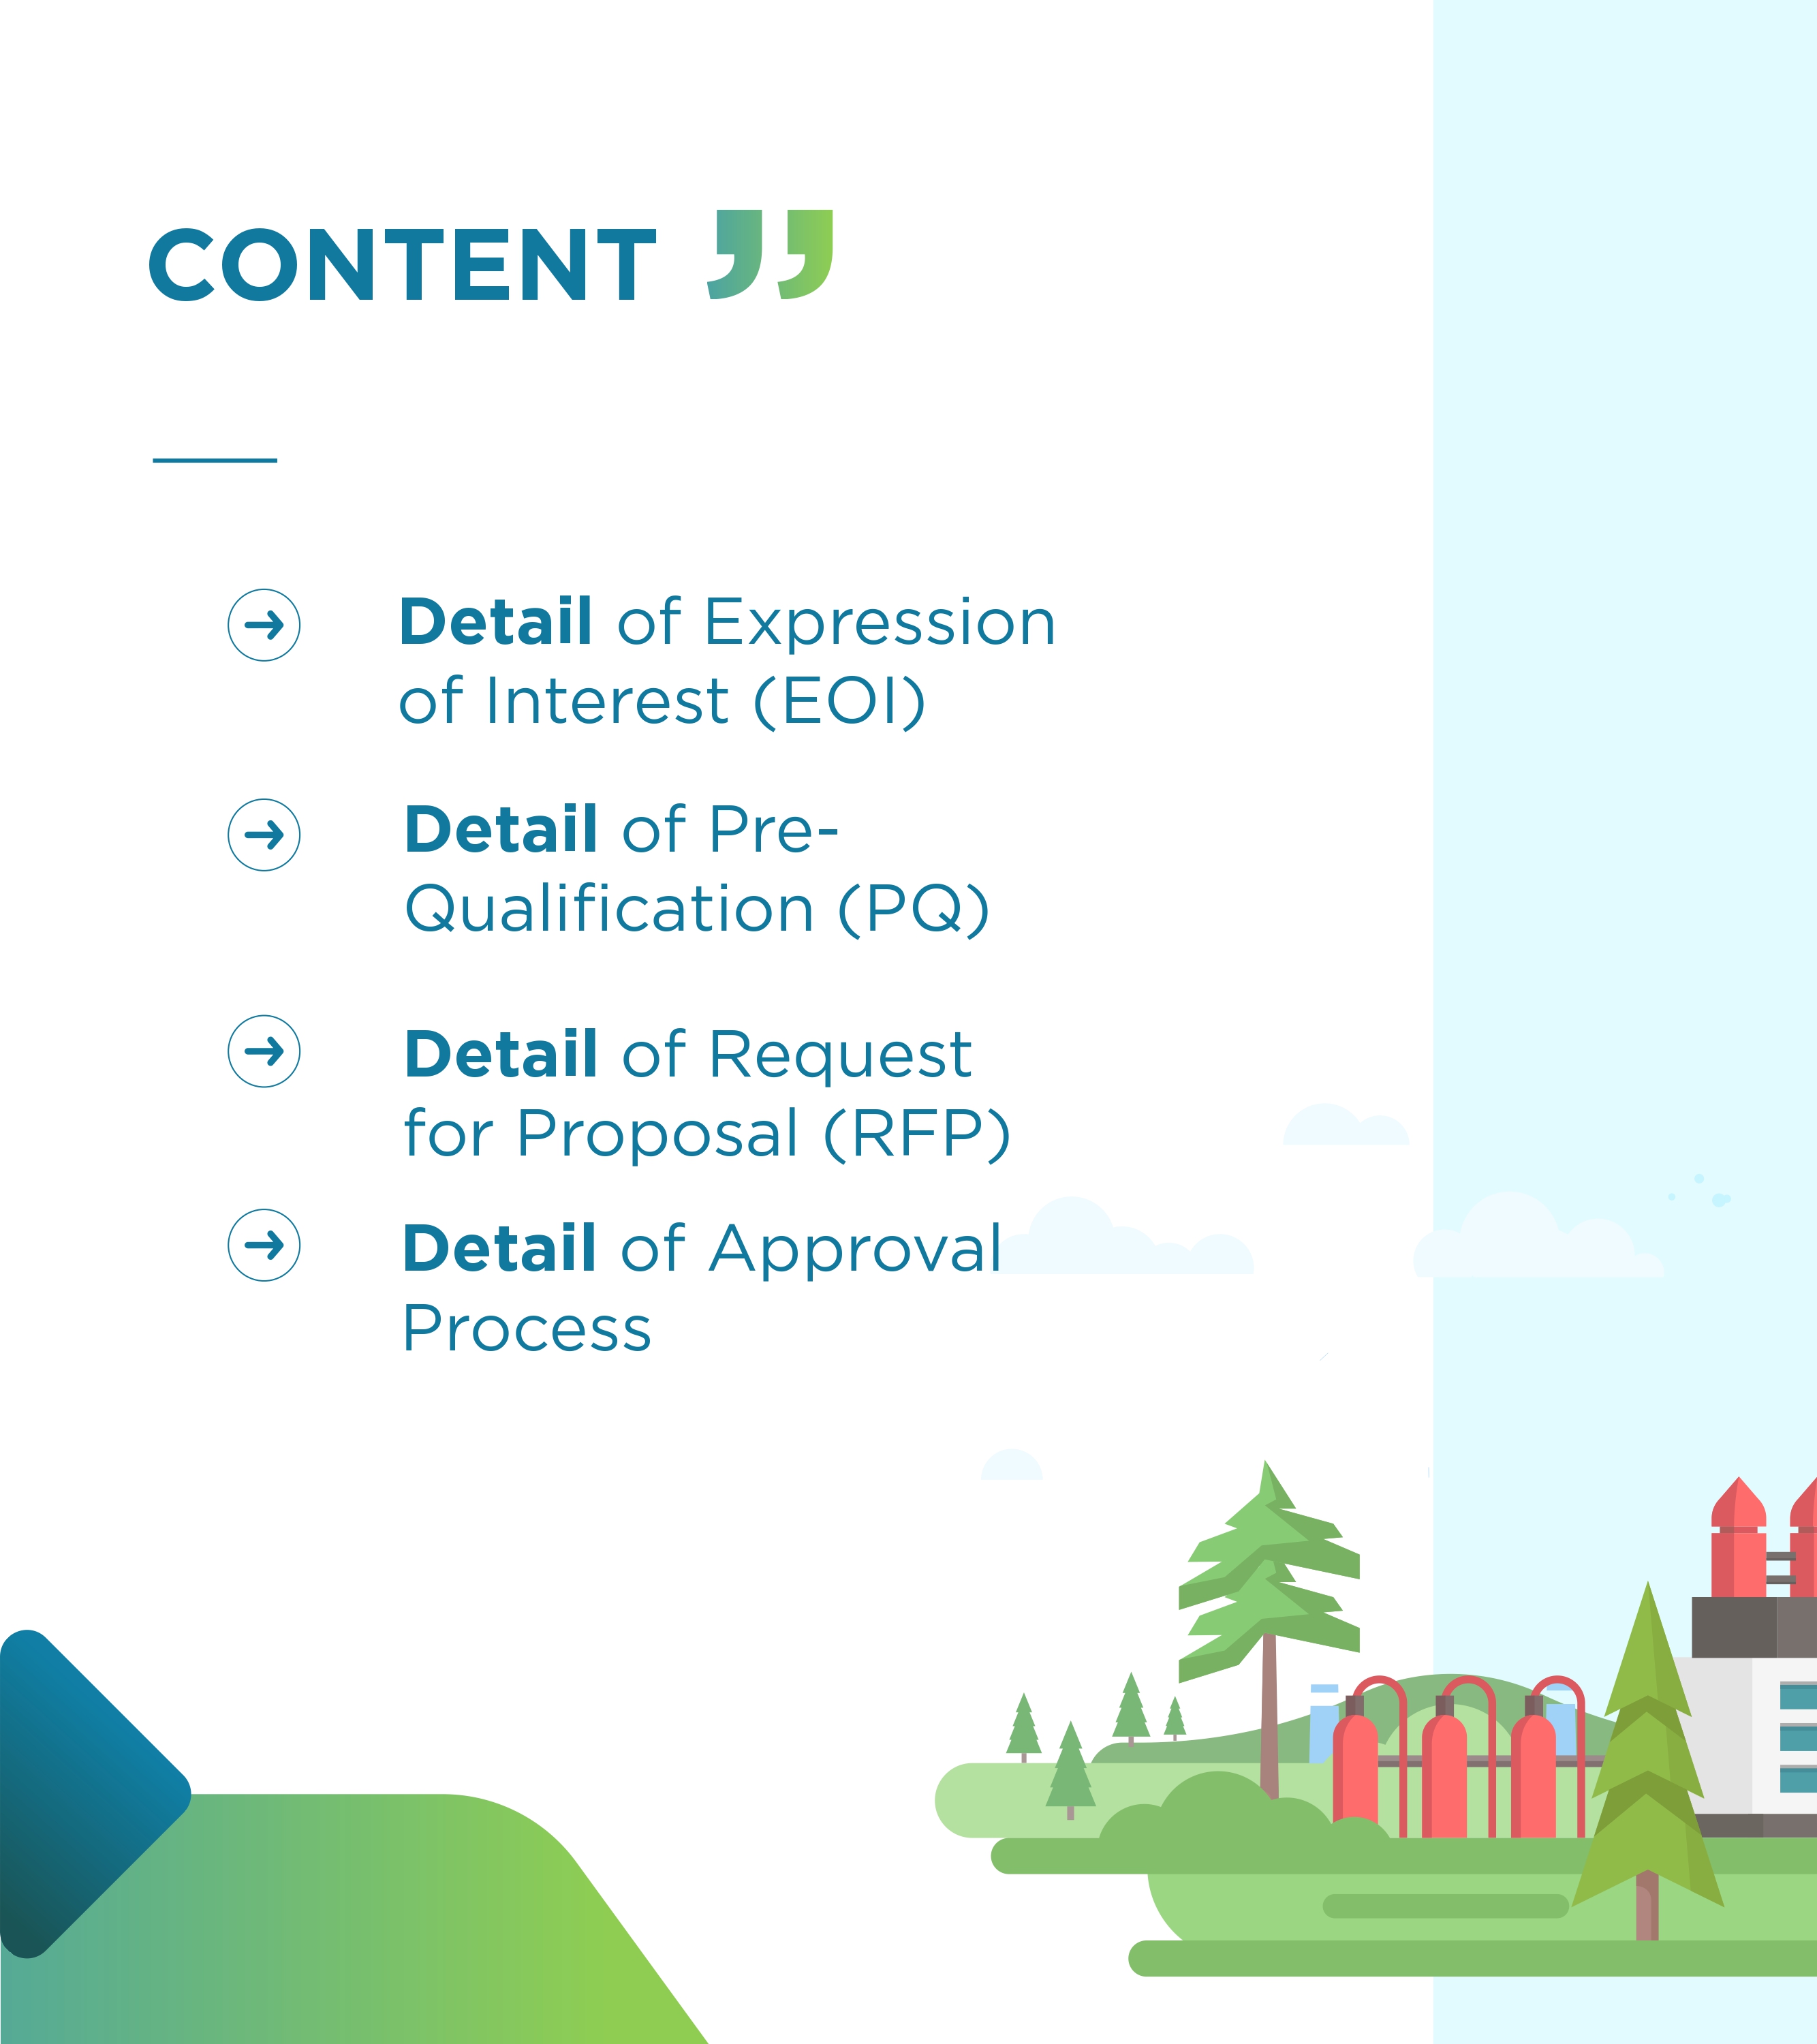 CONTENT ”
Detail of Expression
of Interest (EOI)
Detail of Pre-
Qualification (PQ)
Detail of Request
for Proposal (RFP)
Detail of Approval
Process